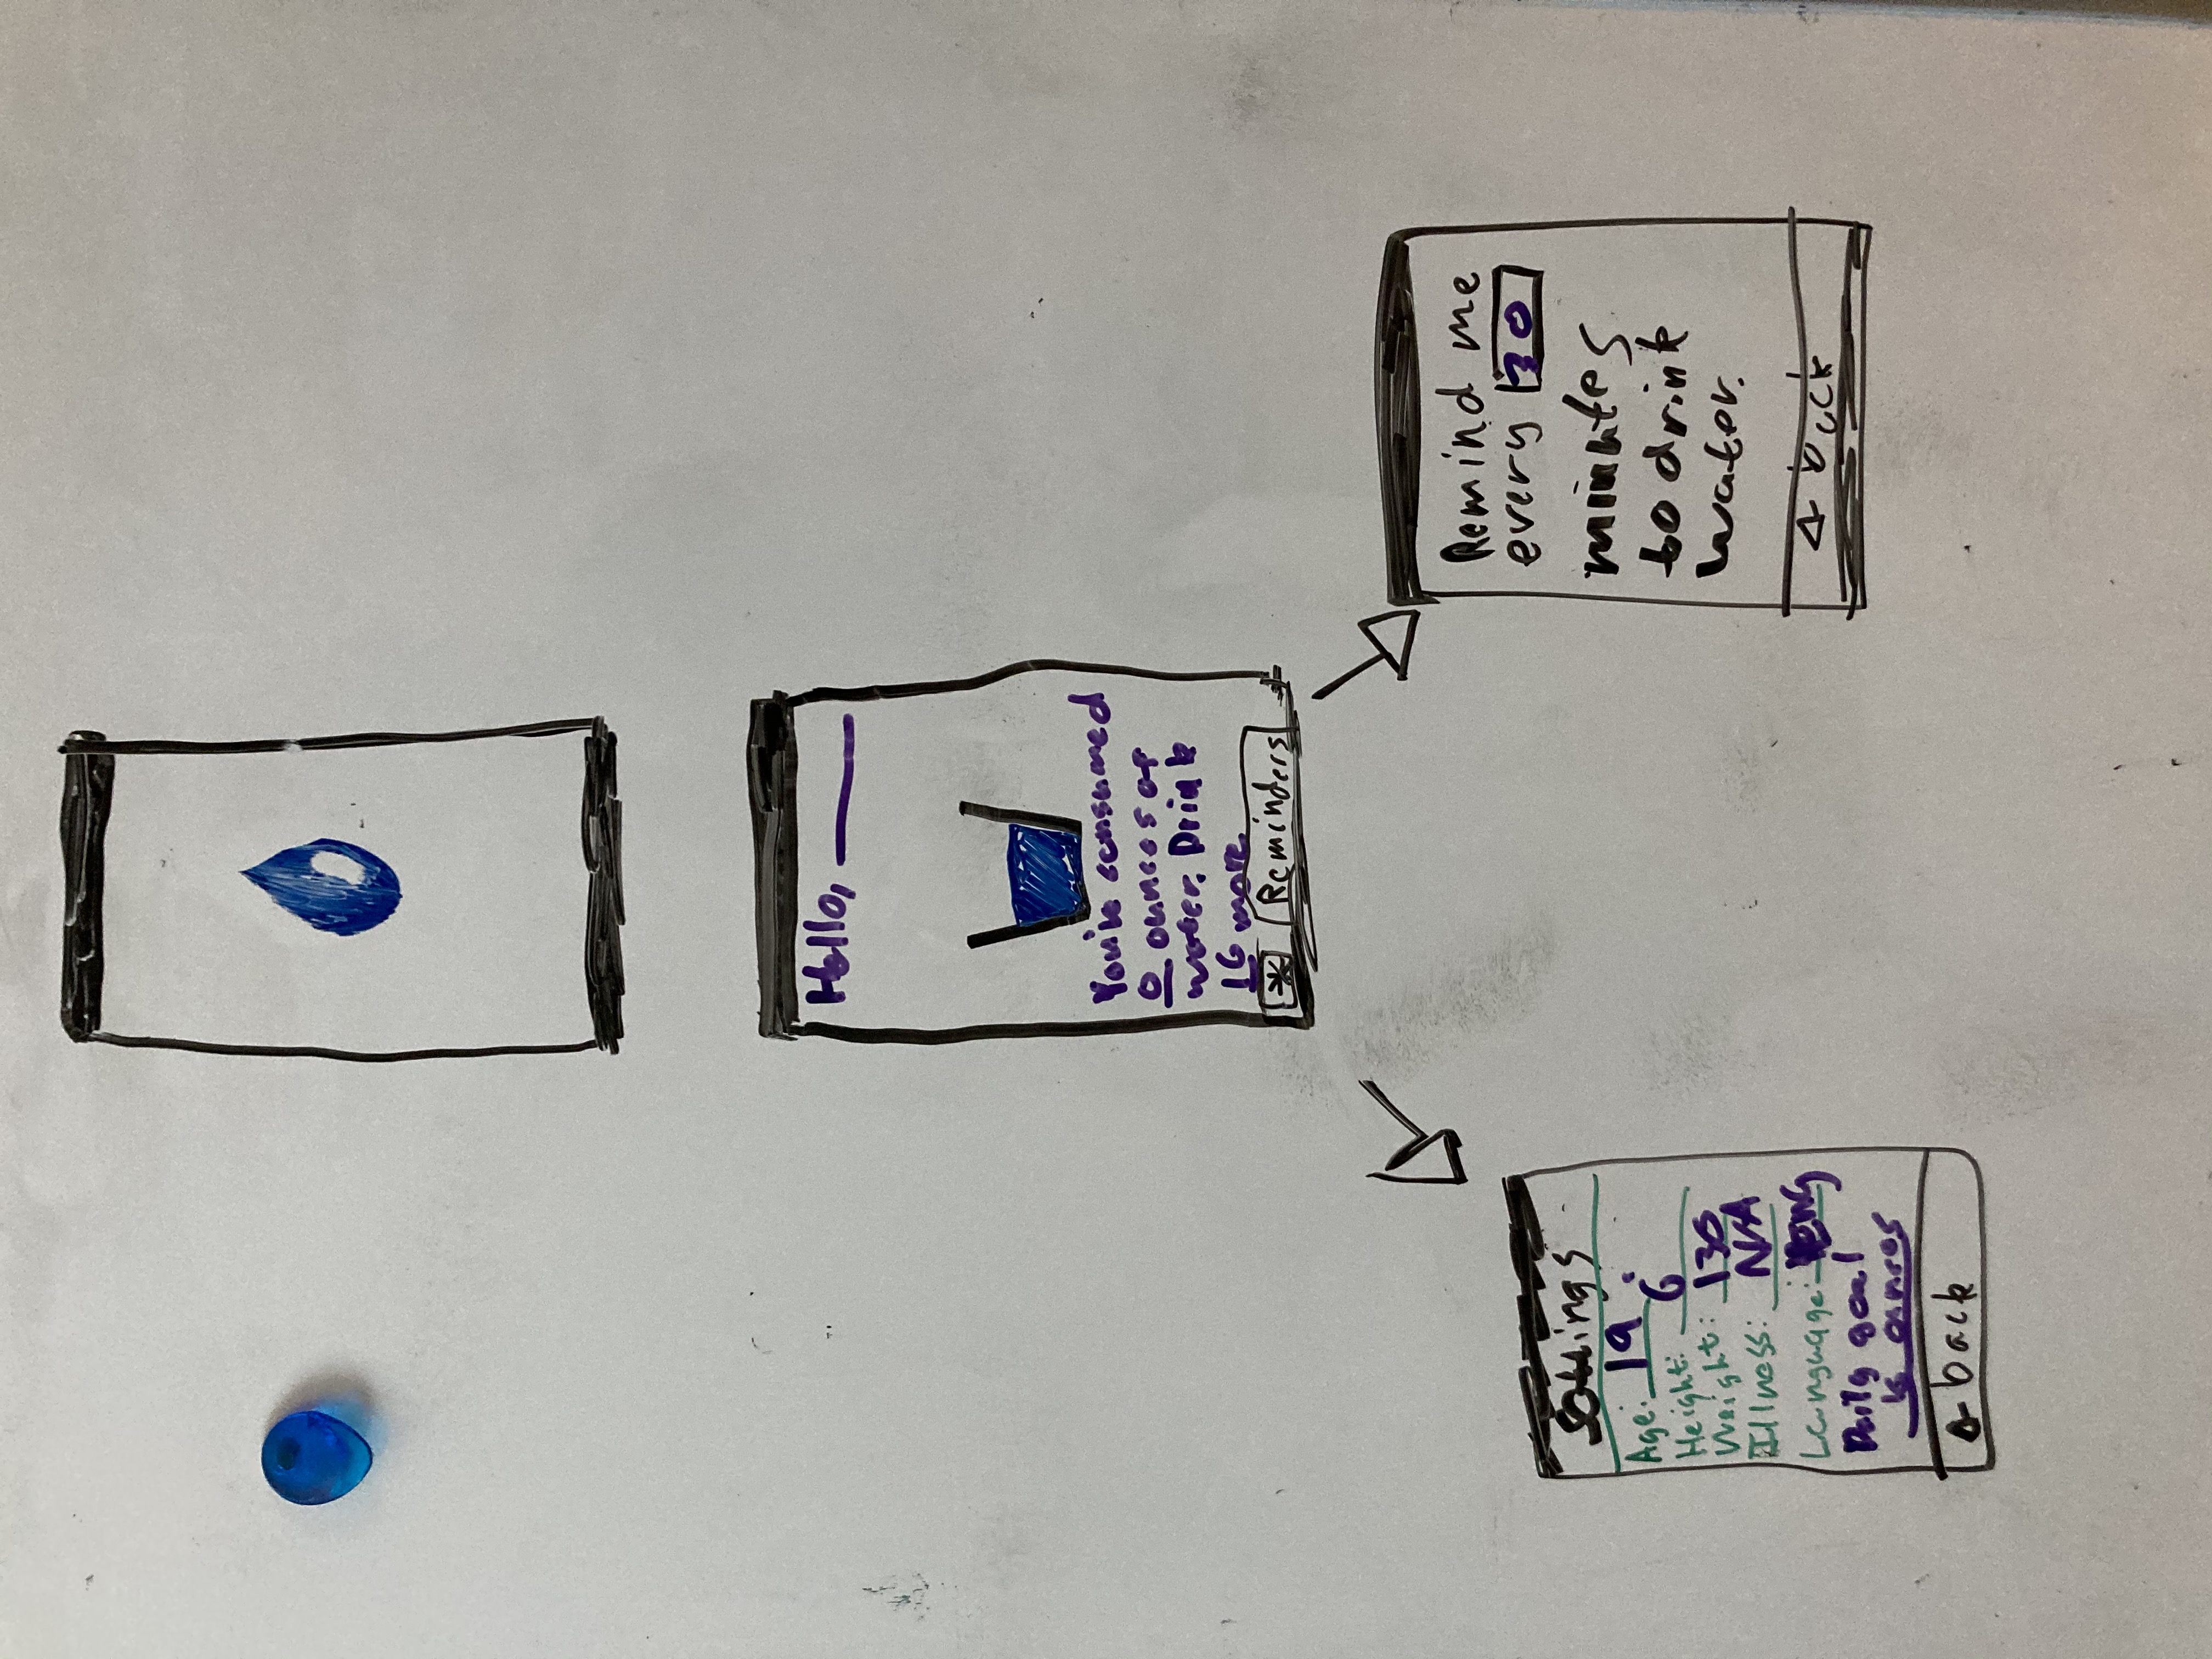 Hello,
You've consumed
0 ounces of
water. Drink
16 more.
Reminders
Settings
Age: 19
Height: 6'
Weight: 130
Illness: N/A
Language: ENG
Daily goal
16 ounces
back
Remind me
every 30
minutes
to drink
water.
back